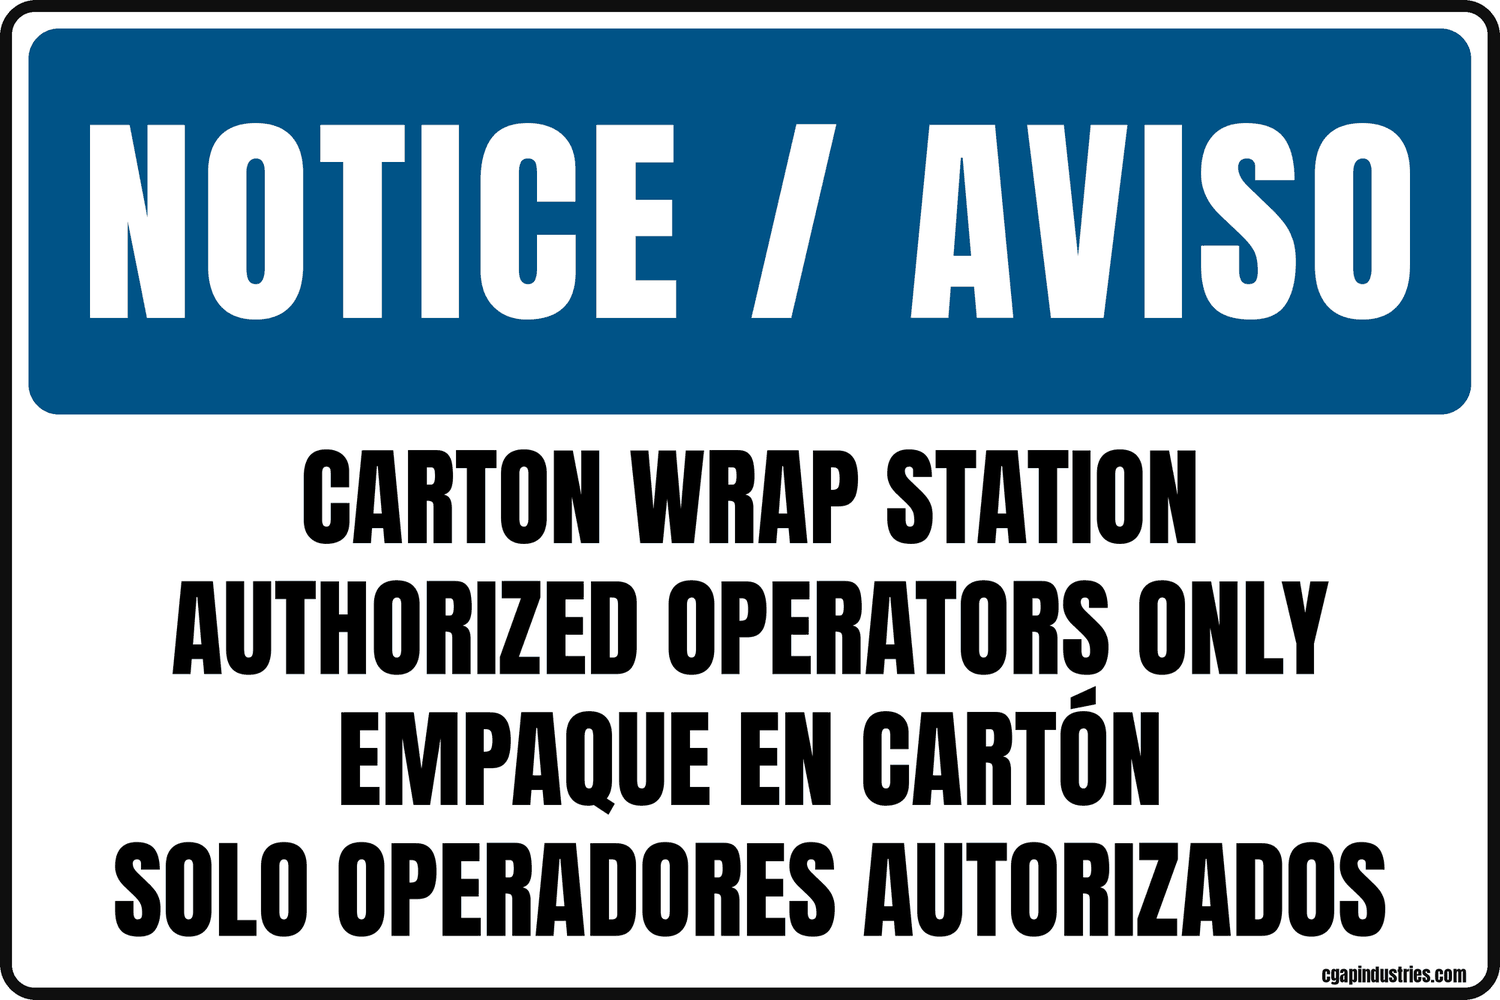 NOTICE / AVISO
CARTON WRAP STATION
AUTHORIZED OPERATORS ONLY
EMPAQUE EN CARTÓN
SOLO OPERADORES AUTORIZADOS
cgapindustries.com